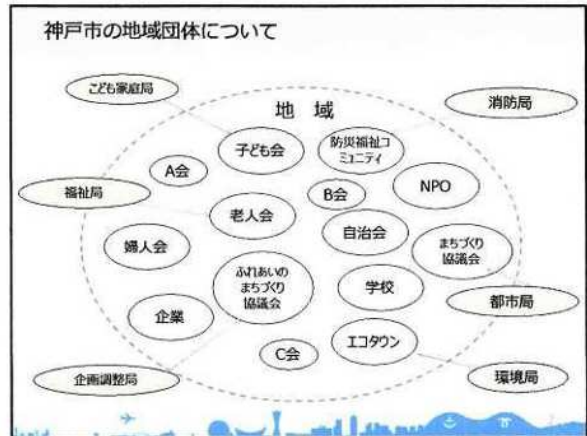 神戸市の地域団体について
こども家庭局
地 域
消防局
子ども会
防災福祉コ
ミュニティ
A会
NPO
福祉局
B会
老人会
自治会
婦人会
まちづくり
協議会
ふれあいの
まちづくり
協議会
学校
企業
都市局
エコタウン
C会
企画調整局
環境局